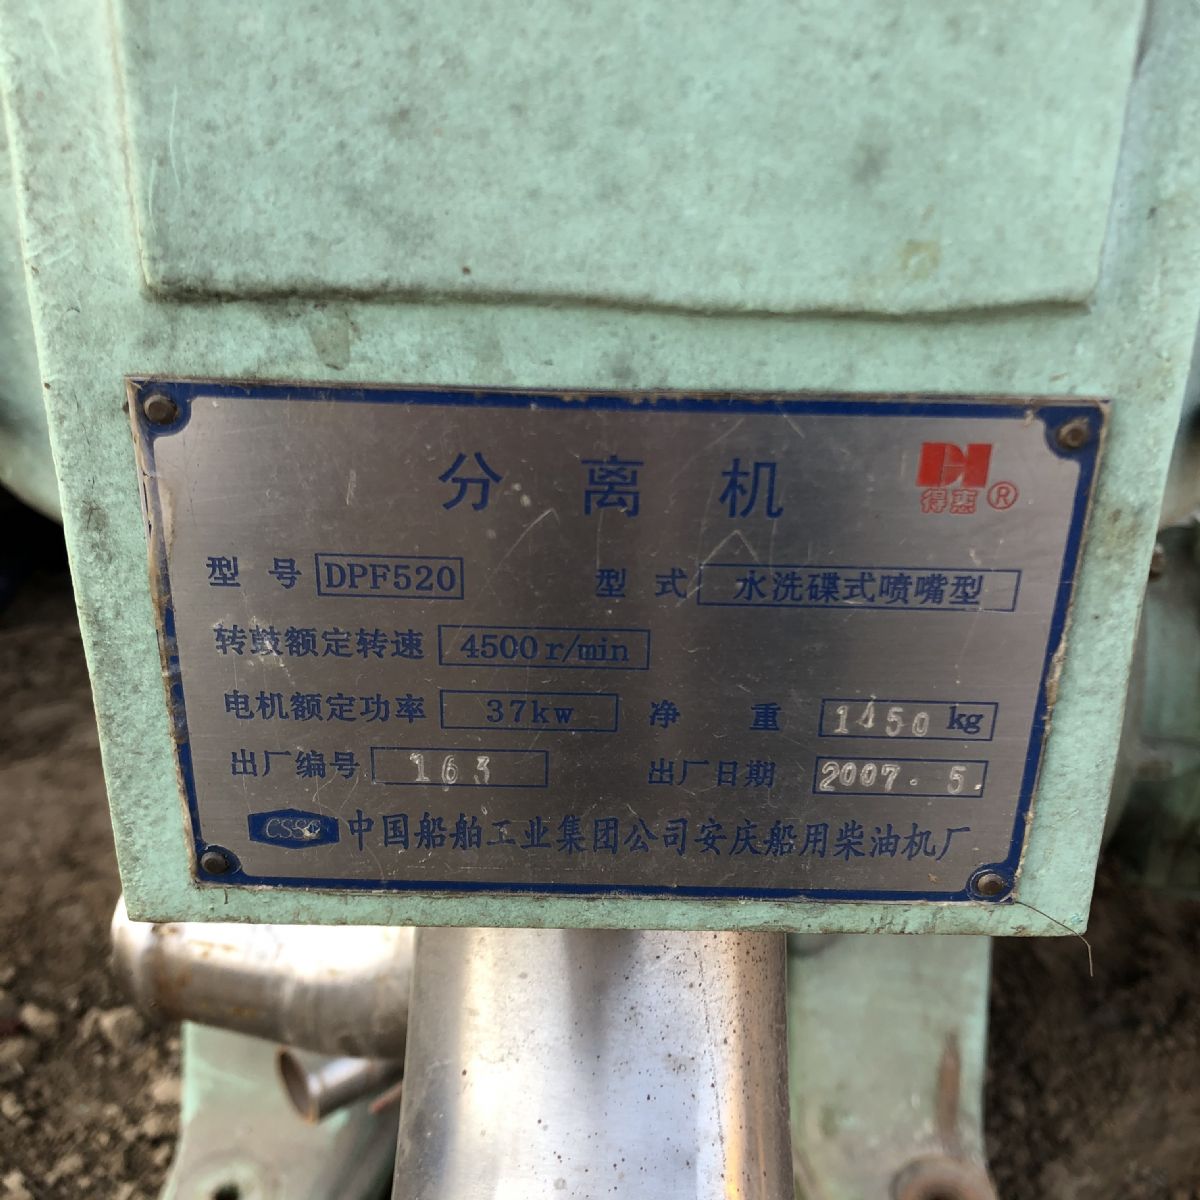 分离机
DH
得惠®
型号 DPF520 型式 水洗碟式喷嘴型
转鼓额定转速 4500r/min
电机额定功率 37kw 净重 1450kg
出厂编号 163 出厂日期 2007.5.
CSSC 中国船舶工业集团公司安庆船用柴油机厂